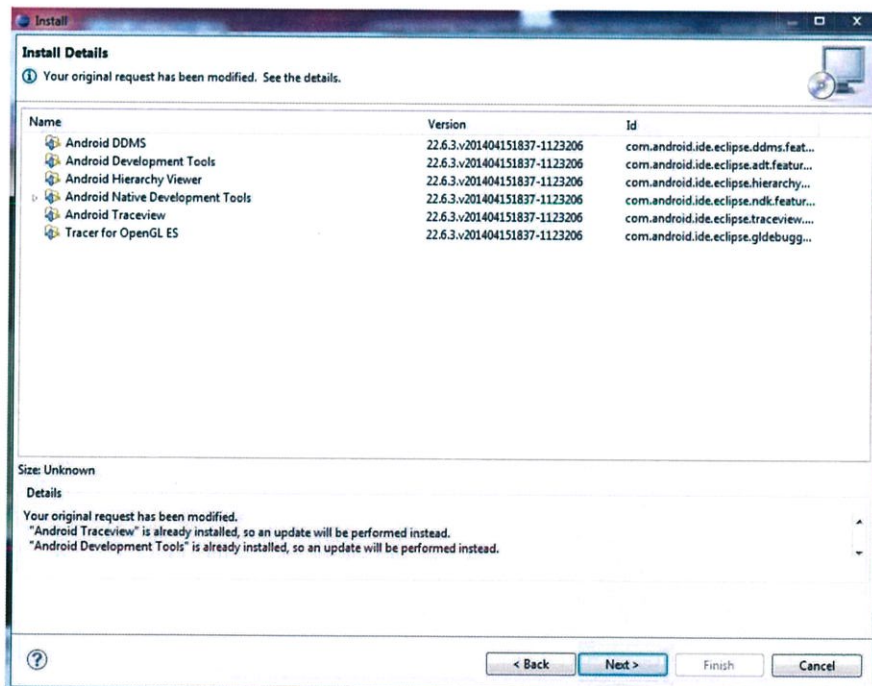 Install
Install Details
Your original request has been modified. See the details.
Name Version Id
Android DDMS 22.6.3.v201404151837-1123206 com.android.ide.eclipse.ddms.feat...
Android Development Tools 22.6.3.v201404151837-1123206 com.android.ide.eclipse.adt.featur...
Android Hierarchy Viewer 22.6.3.v201404151837-1123206 com.android.ide.eclipse.hierarchy...
Android Native Development Tools 22.6.3.v201404151837-1123206 com.android.ide.eclipse.ndk.featur...
Android Traceview 22.6.3.v201404151837-1123206 com.android.ide.eclipse.traceview....
Tracer for OpenGL ES 22.6.3.v201404151837-1123206 com.android.ide.eclipse.gldebugg...
Size: Unknown
Details
Your original request has been modified.
"Android Traceview" is already installed, so an update will be performed instead.
"Android Development Tools" is already installed, so an update will be performed instead.
? < Back Next > Finish Cancel